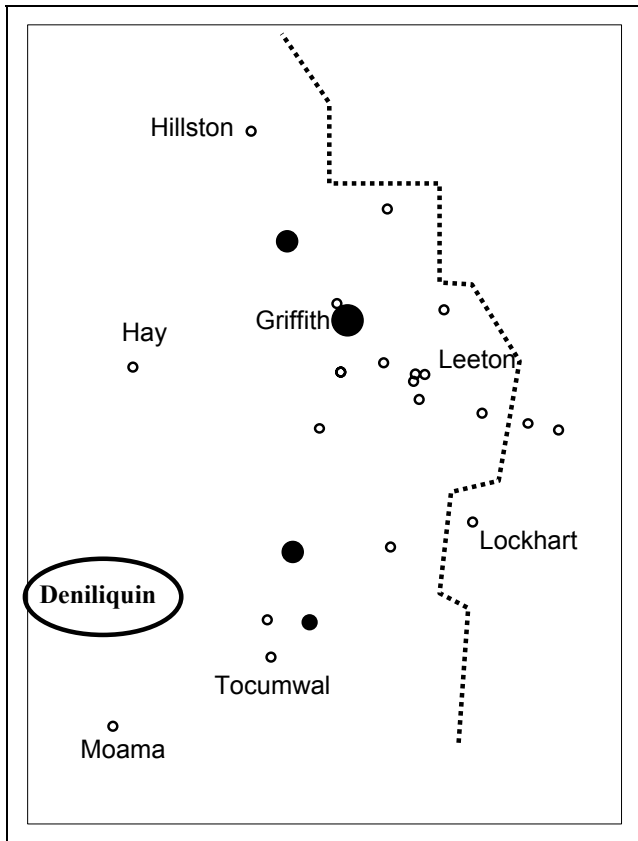 Hillston
Griffith
Hay
Leeton
Lockhart
Deniliquin
Tocumwal
Moama